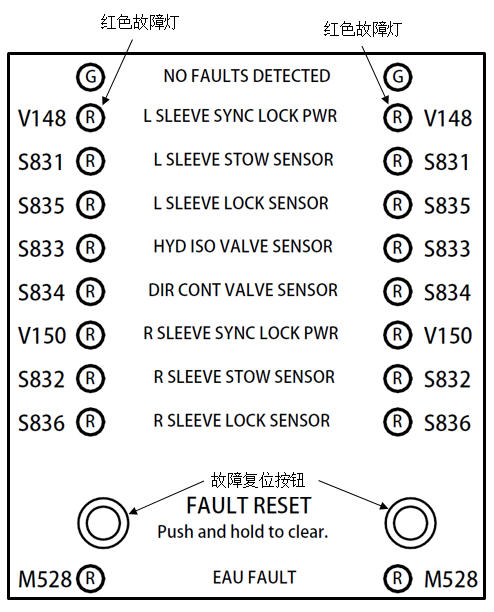 红色故障灯 红色故障灯
G NO FAULTS DETECTED G
V148 R L SLEEVE SYNC LOCK PWR R V148
S831 R L SLEEVE STOW SENSOR R S831
S835 R L SLEEVE LOCK SENSOR R S835
S833 R HYD ISO VALVE SENSOR R S833
S834 R DIR CONT VALVE SENSOR R S834
V150 R R SLEEVE SYNC LOCK PWR R V150
S832 R R SLEEVE STOW SENSOR R S832
S836 R R SLEEVE LOCK SENSOR R S836
故障复位按钮
FAULT RESET
Push and hold to clear.
M528 R EAU FAULT R M528